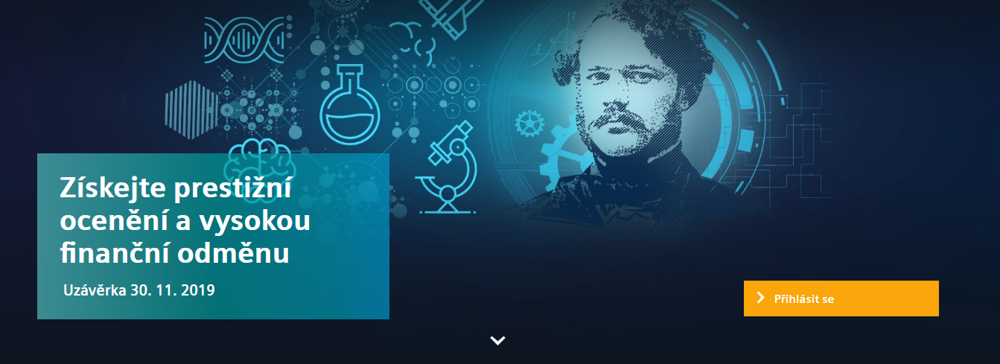 Získejte prestižní
ocenění a vysokou
finanční odměnu
Uzávěrka 30. 11. 2019
Přihlásit se